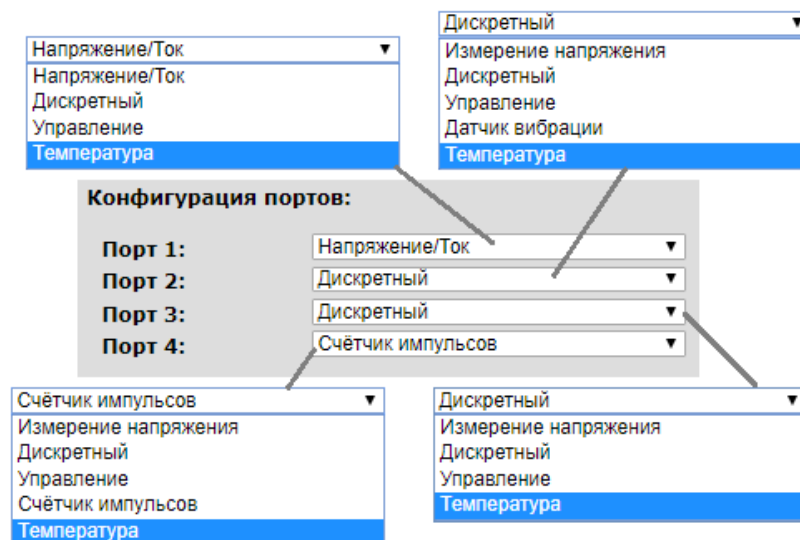 Напряжение/Ток
Напряжение/Ток
Дискретный
Управление
Температура
Дискретный
Измерение напряжения
Дискретный
Управление
Датчик вибрации
Температура
Конфигурация портов:
Порт 1: Напряжение/Ток
Порт 2: Дискретный
Порт 3: Дискретный
Порт 4: Счётчик импульсов
Счётчик импульсов
Измерение напряжения
Дискретный
Управление
Счётчик импульсов
Температура
Дискретный
Измерение напряжения
Дискретный
Управление
Температура